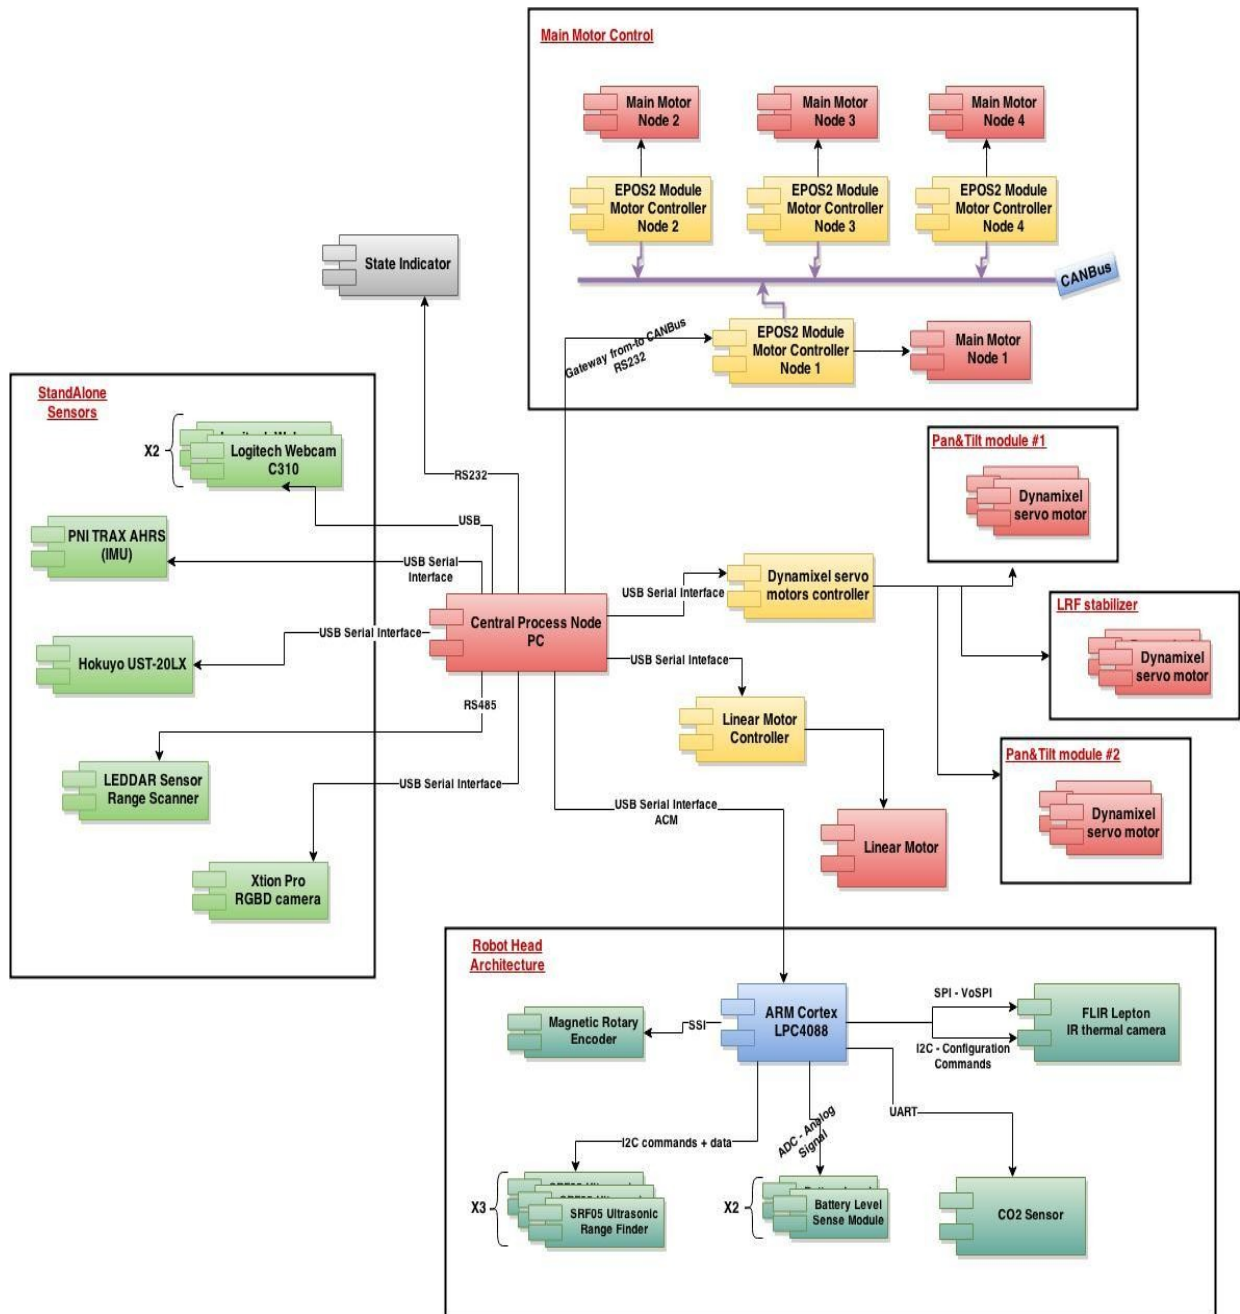 Main Motor Control
Main Motor
Node 2
Main Motor
Node 3
Main Motor
Node 4
EPOS2 Module
Motor Controller
Node 2
EPOS2 Module
Motor Controller
Node 3
EPOS2 Module
Motor Controller
Node 4
CANBus
State Indicator
Gateway from-to CANBus
RS232
EPOS2 Module
Motor Controller
Node 1
Main Motor
Node 1
StandAlone
Sensors
X2
Logitech Webcam
C310
RS232
USB
PNI TRAX AHRS
(IMU)
USB Serial
Interface
Pan&Tilt module #1
Dynamixel
servo motor
Dynamixel servo
motors controller
USB Serial Interface
Central Process Node
PC
USB Serial Interface
Hokuyo UST-20LX
LRF stabilizer
Dynamixel
servo motor
USB Serial Inteface
RS485
Linear Motor
Controller
LEDDAR Sensor
Range Scanner
USB Serial Interface
Pan&Tilt module #2
Dynamixel
servo motor
USB Serial Interface
ACM
Linear Motor
Xtion Pro
RGBD camera
Robot Head
Architecture
Magnetic Rotary
Encoder
SSI
ARM Cortex
LPC4088
SPI - VoSPI
FLIR Lepton
IR thermal camera
I2C - Configuration
Commands
UART
I2C commands + data
ADC - Analog
Signal
X3
SRF05 Ultrasonic
SRF05 Ultrasonic
Range Finder
X2
Battery Level
Sense Module
CO2 Sensor